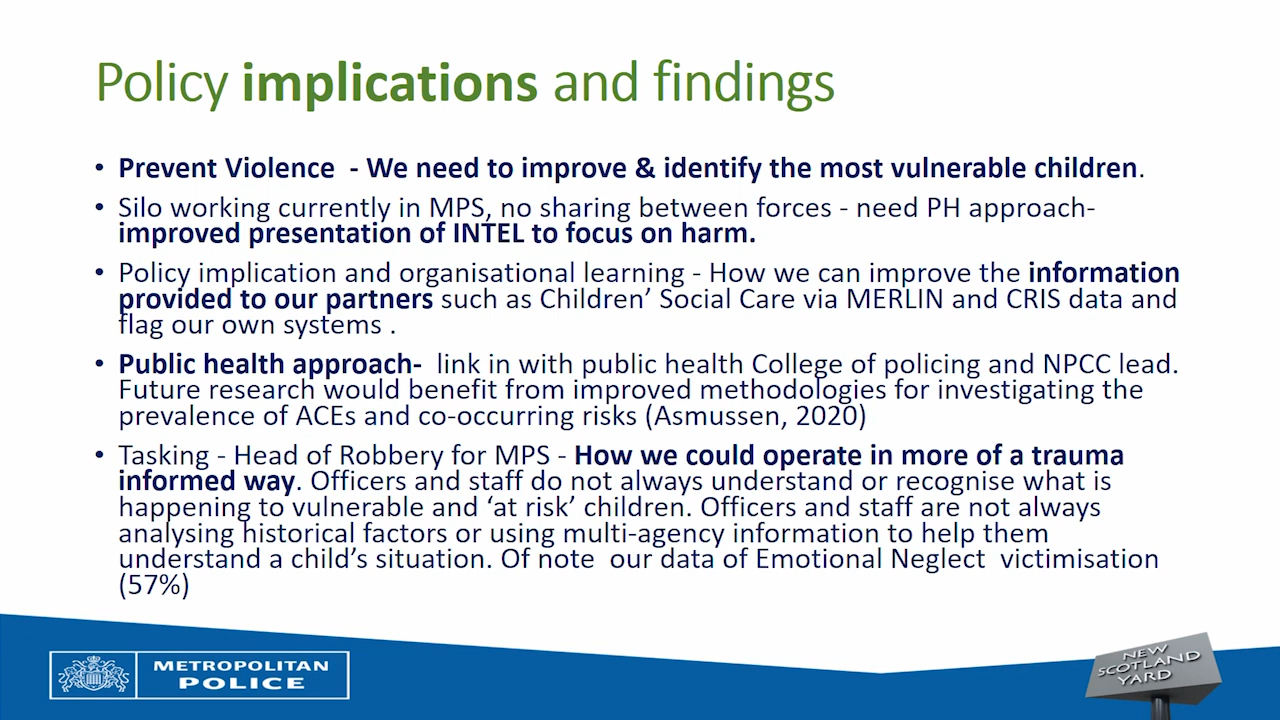 Policy implications and findings
• Prevent Violence - We need to improve & identify the most vulnerable children.
• Silo working currently in MPS, no sharing between forces - need PH approach-
improved presentation of INTEL to focus on harm.
• Policy implication and organisational learning - How we can improve the information
provided to our partners such as Children’ Social Care via MERLIN and CRIS data and
flag our own systems .
• Public health approach- link in with public health College of policing and NPCC lead.
Future research would benefit from improved methodologies for investigating the
prevalence of ACEs and co-occurring risks (Asmussen, 2020)
• Tasking - Head of Robbery for MPS - How we could operate in more of a trauma
informed way. Officers and staff do not always understand or recognise what is
happening to vulnerable and ‘at risk’ children. Officers and staff are not always
analysing historical factors or using multi-agency information to help them
understand a child’s situation. Of note our data of Emotional Neglect victimisation
(57%)
METROPOLITAN
POLICE
NEW
SCOTLAND
YARD